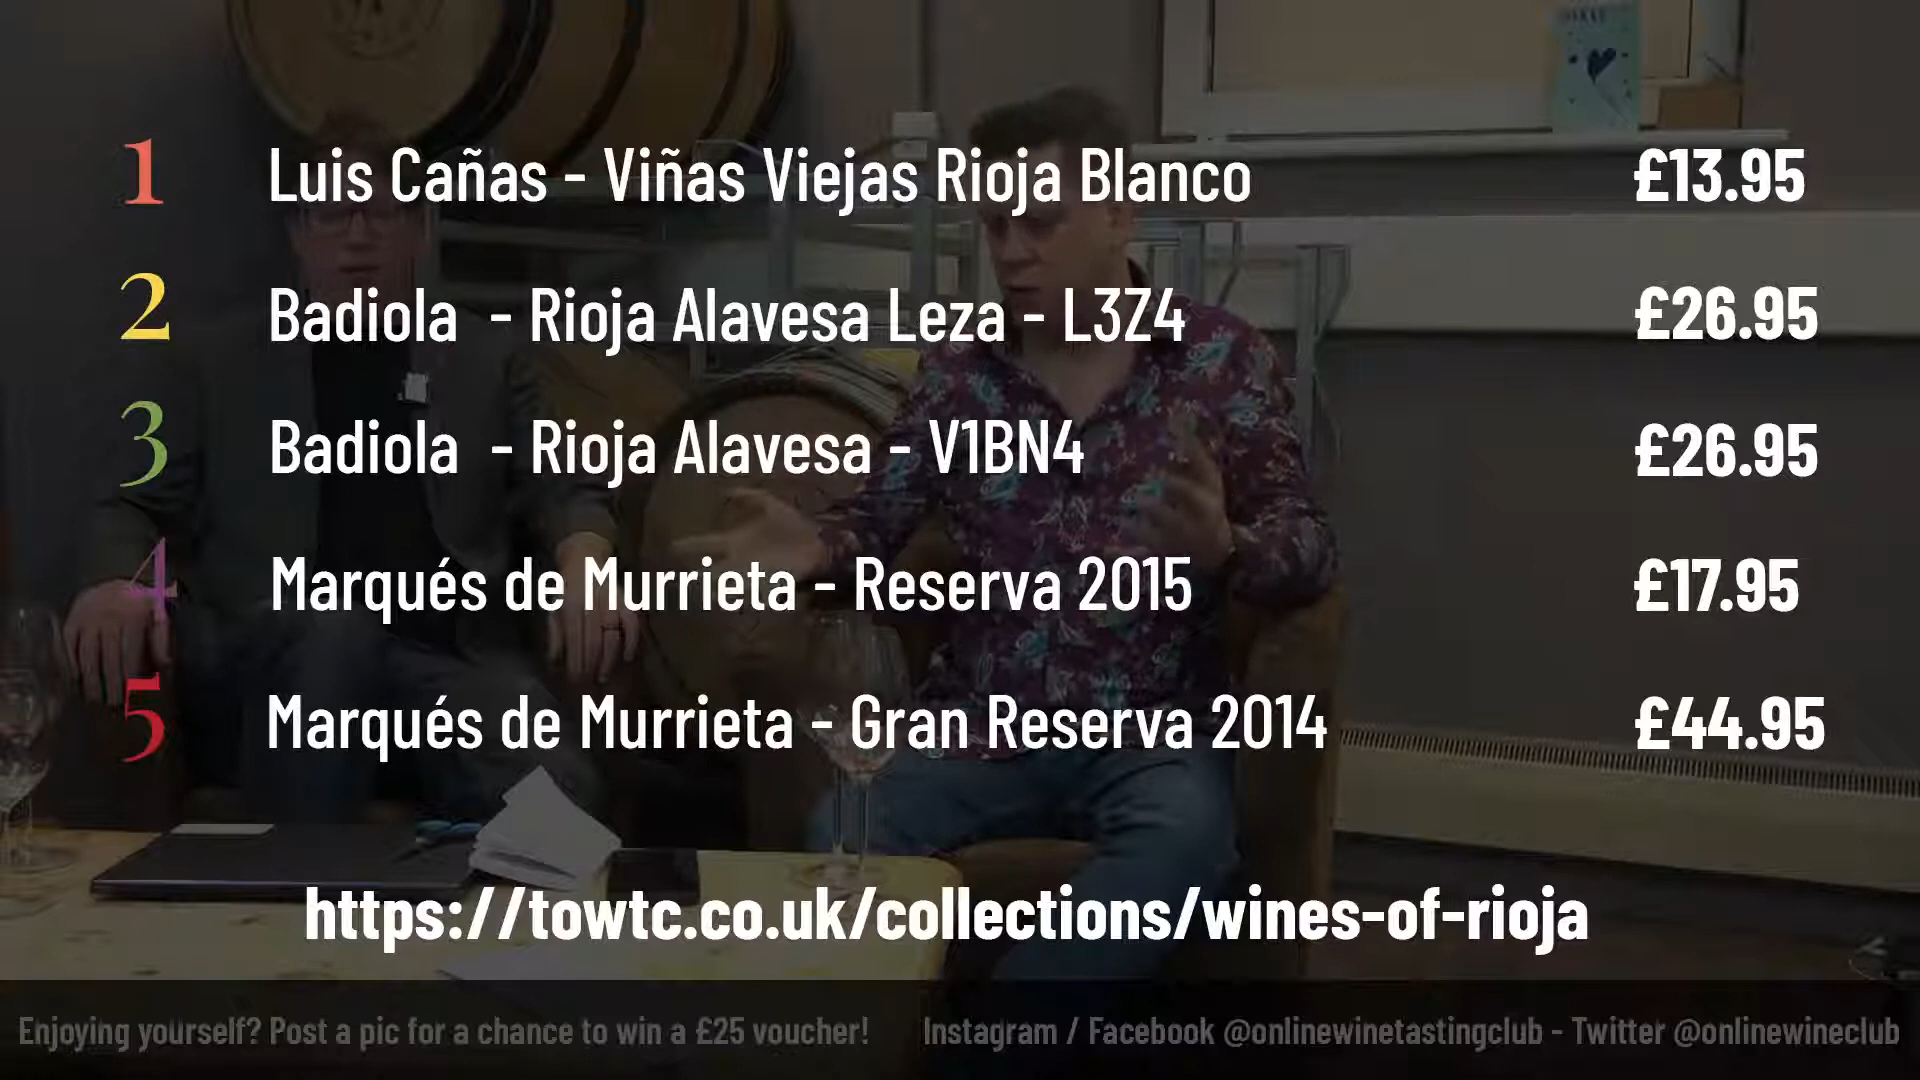 1 Luis Cañas - Viñas Viejas Rioja Blanco £13.95
2 Badiola - Rioja Alavesa Leza - L3Z4 £26.95
3 Badiola - Rioja Alavesa - V1BN4 £26.95
4 Marqués de Murrieta - Reserva 2015 £17.95
5 Marqués de Murrieta - Gran Reserva 2014 £44.95
https://towtc.co.uk/collections/wines-of-rioja
Enjoying yourself? Post a pic for a chance to win a £25 voucher! Instagram / Facebook @onlinewinetastingclub - Twitter @onlinewineclub